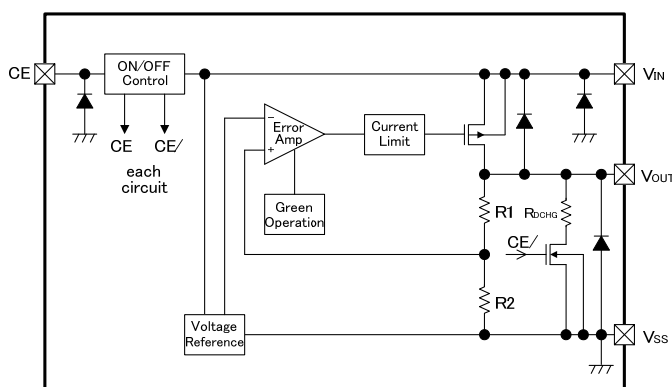 CE
ON/OFF
Control
VIN
CE
CE/
each
circuit
−
+
Error
Amp
Current
Limit
Green
Operation
VOUT
R1
RDCHG
CE/
R2
Voltage
Reference
VSS